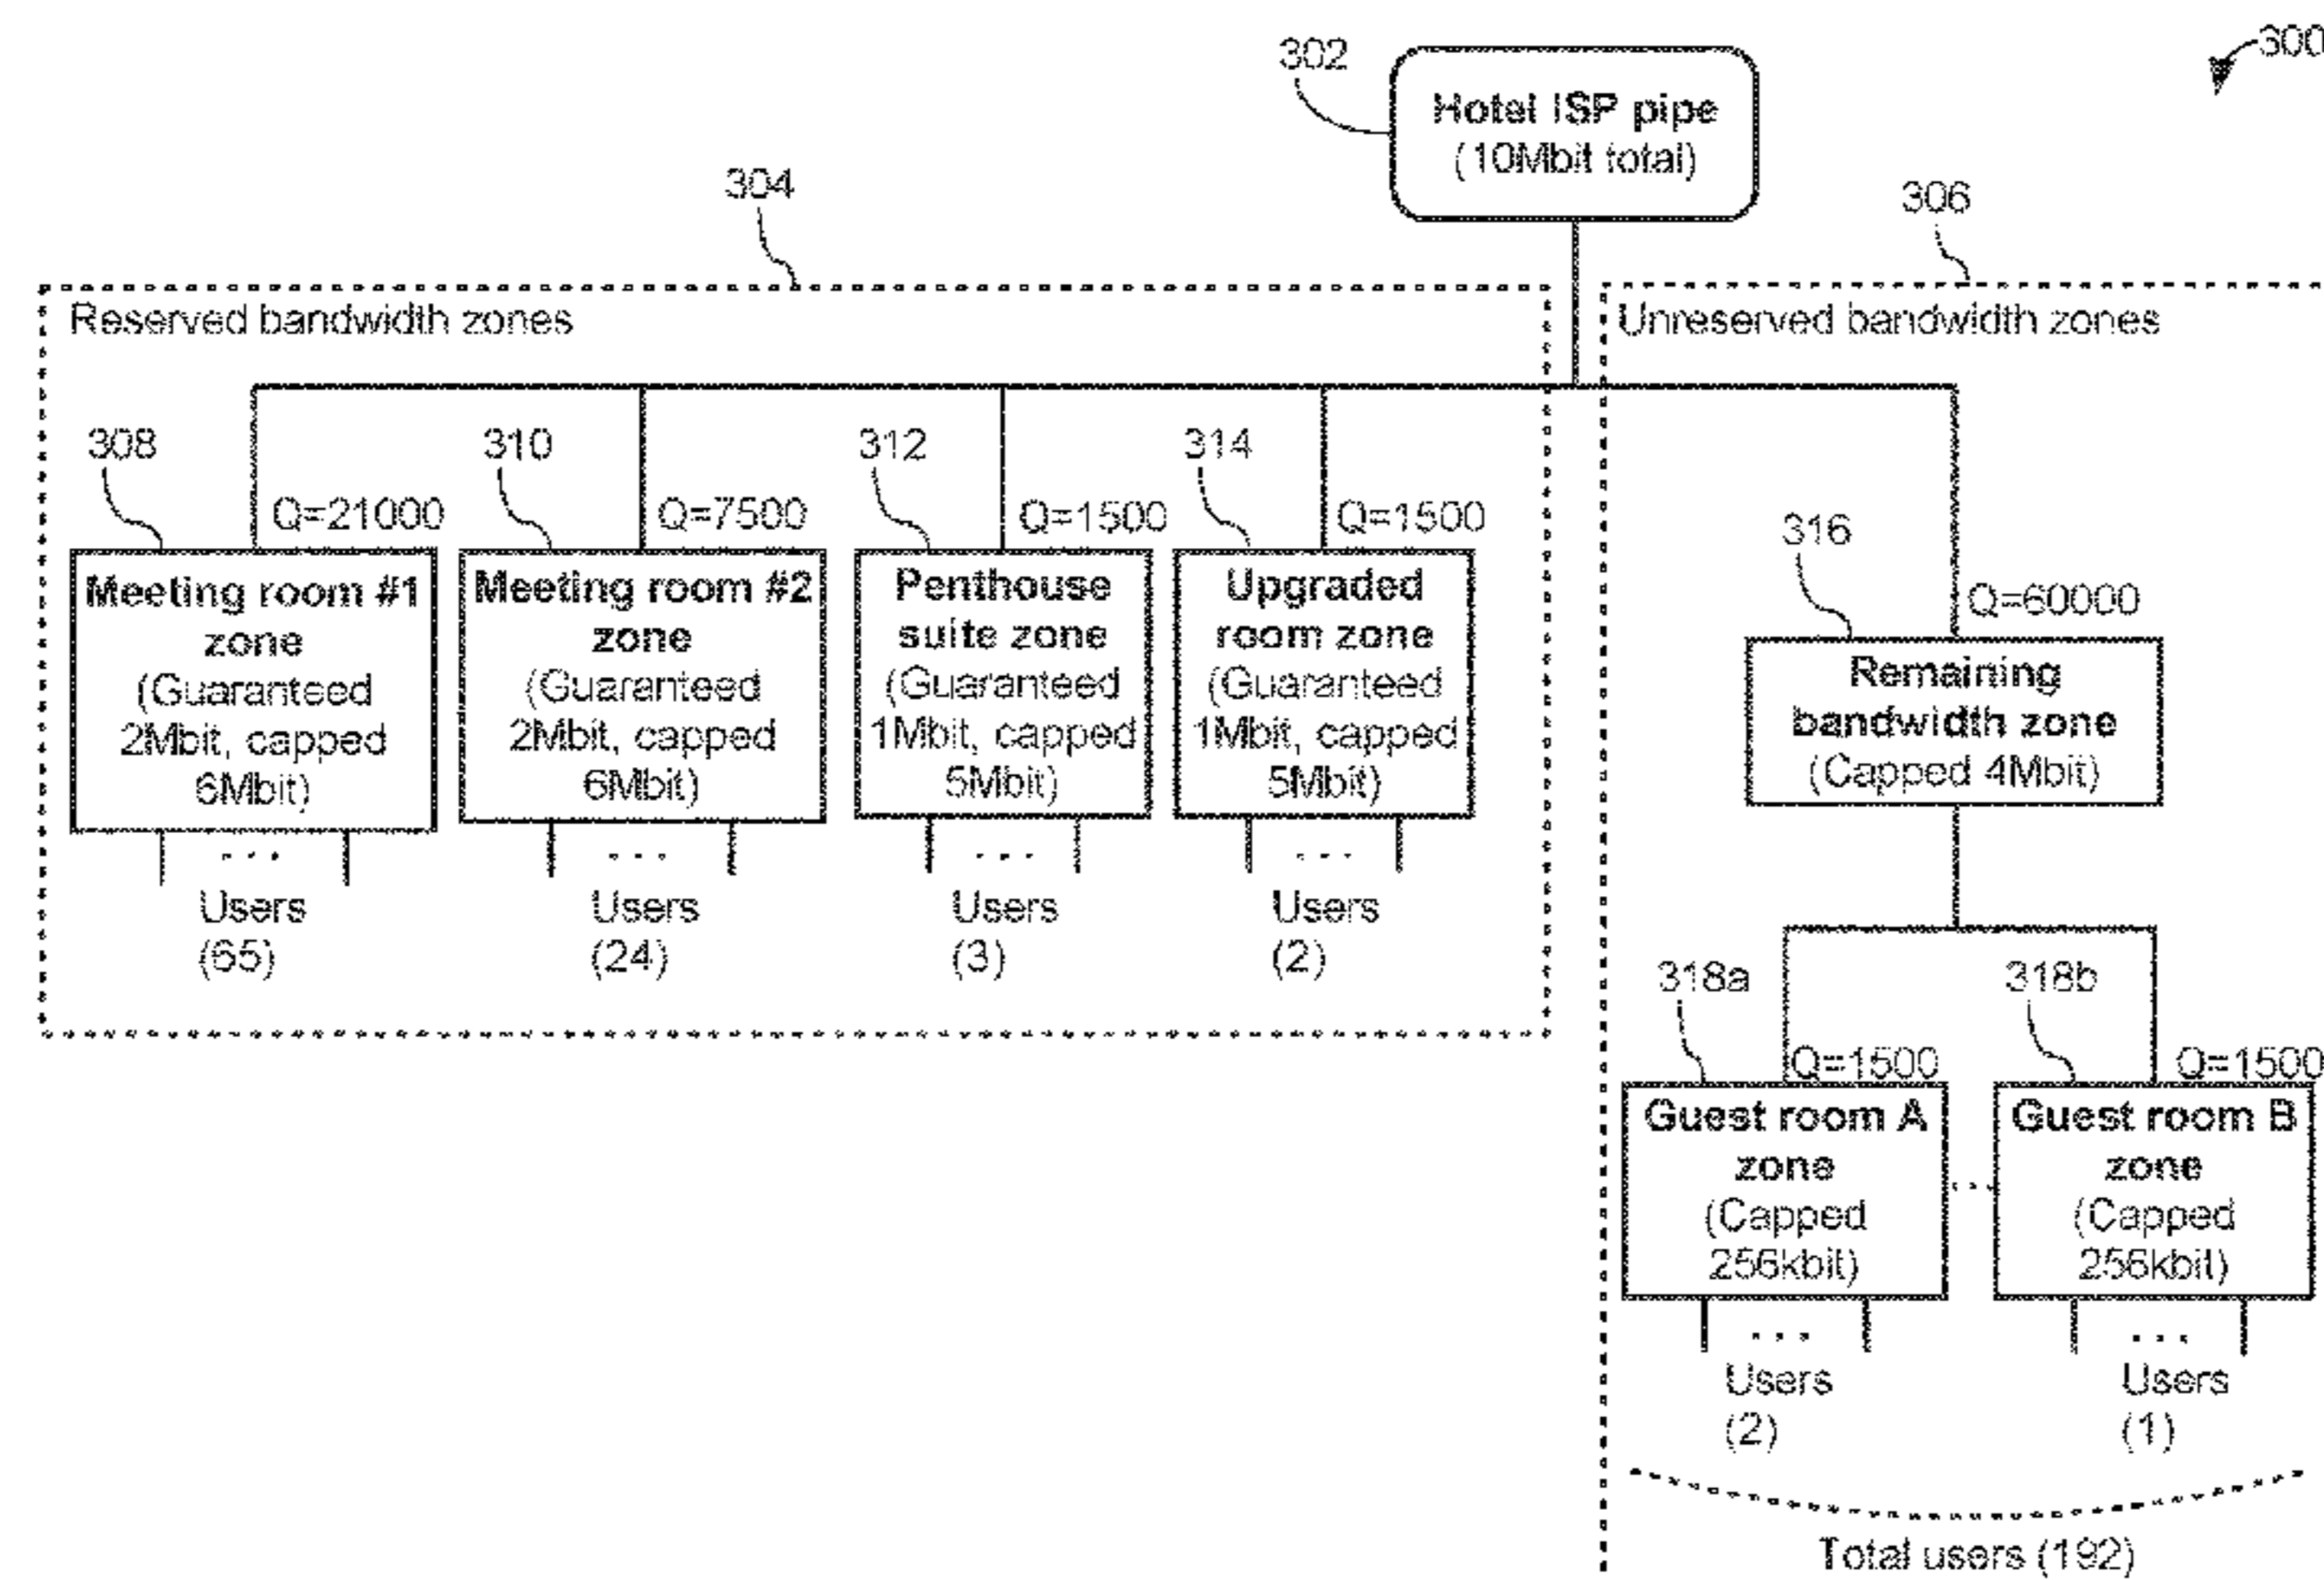 300
302
Hotel ISP pipe
(10Mbit total)
304
306
Reserved bandwidth zones
Unreserved bandwidth zones
308
310
312
314
316
Q=21000
Q=7500
Q=1500
Q=1500
Q=60000
Meeting room #1
zone
(Guaranteed
2Mbit, capped
6Mbit)
Meeting room #2
zone
(Guaranteed
2Mbit, capped
6Mbit)
Penthouse
suite zone
(Guaranteed
1Mbit, capped
5Mbit)
Upgraded
room zone
(Guaranteed
1Mbit, capped
5Mbit)
Remaining
bandwidth zone
(Capped 4Mbit)
Users
(65)
Users
(24)
Users
(3)
Users
(2)
318a
318b
Q=1500
Q=1500
Guest room A
zone
(Capped
256kbit)
Guest room B
zone
(Capped
256kbit)
Users
(2)
Users
(1)
Total users (192)